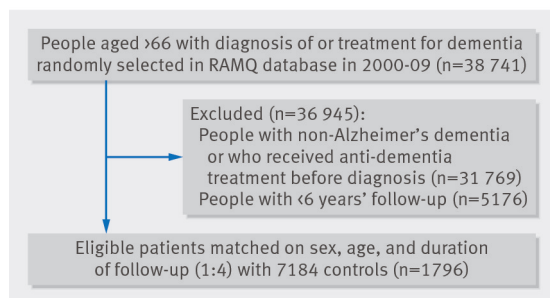 People aged >66 with diagnosis of or treatment for dementia
randomly selected in RAMQ database in 2000-09 (n=38 741)
Excluded (n=36 945):
People with non-Alzheimer's dementia
or who received anti-dementia
treatment before diagnosis (n=31 769)
People with <6 years' follow-up (n=5176)
Eligible patients matched on sex, age, and duration
of follow-up (1:4) with 7184 controls (n=1796)